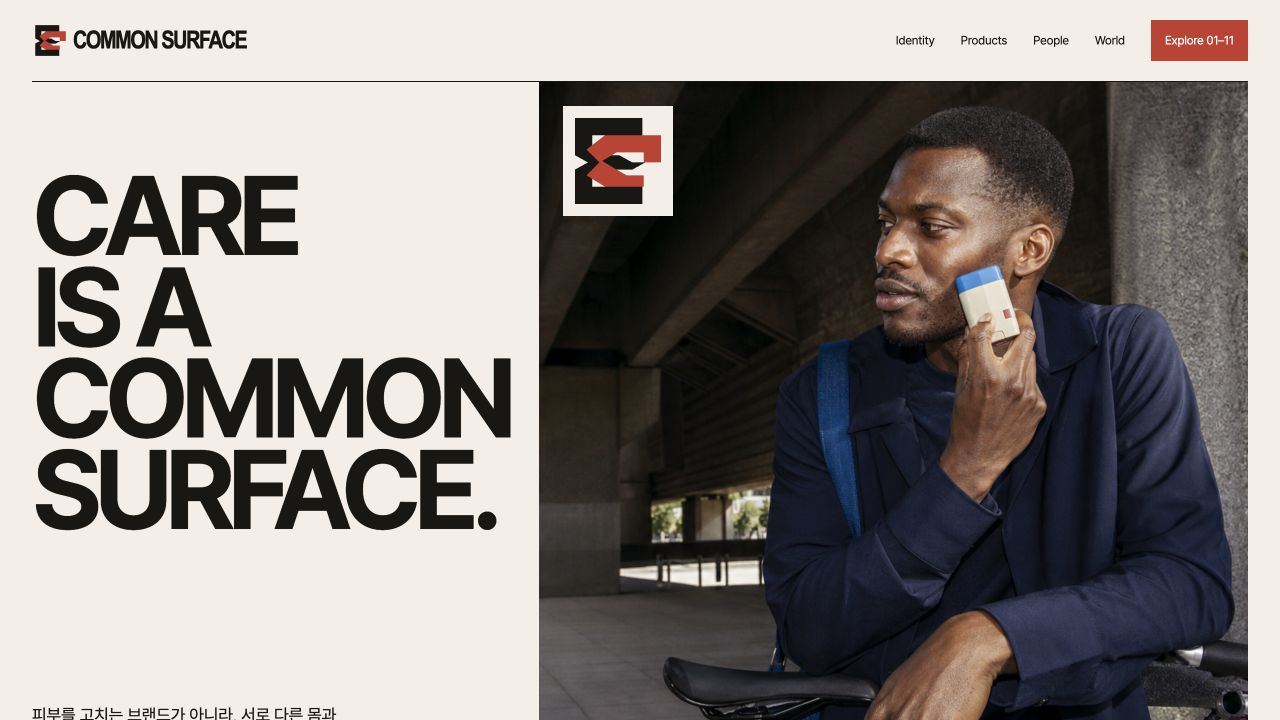 COMMON SURFACE
Identity
Products
People
World
Explore 01–11
CARE
IS A
COMMON
SURFACE.
피부를 고치는 브랜드가 아니라, 서로 다른 몸과